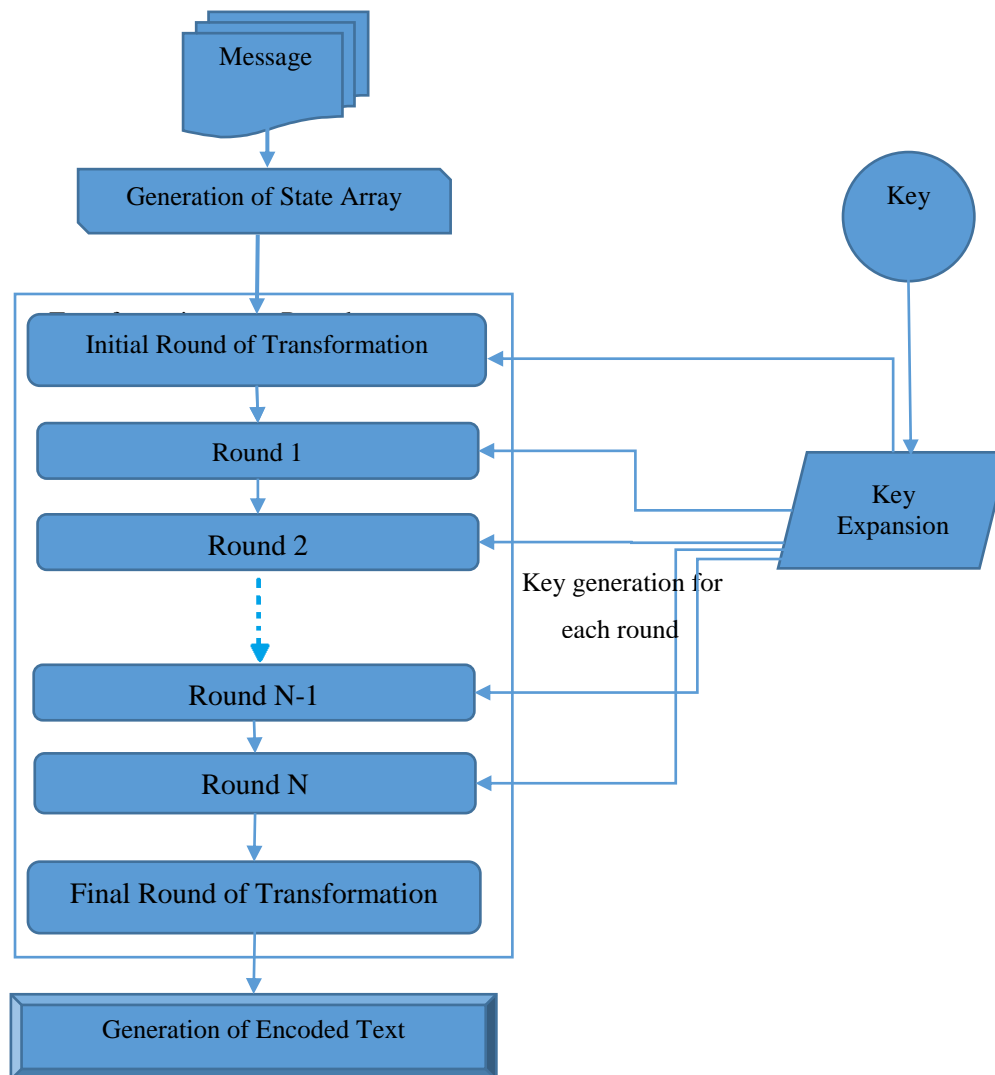 Message
Generation of State Array
Key
Initial Round of Transformation
Round 1
Key
Expansion
Round 2
Key generation for
each round
Round N-1
Round N
Final Round of Transformation
Generation of Encoded Text